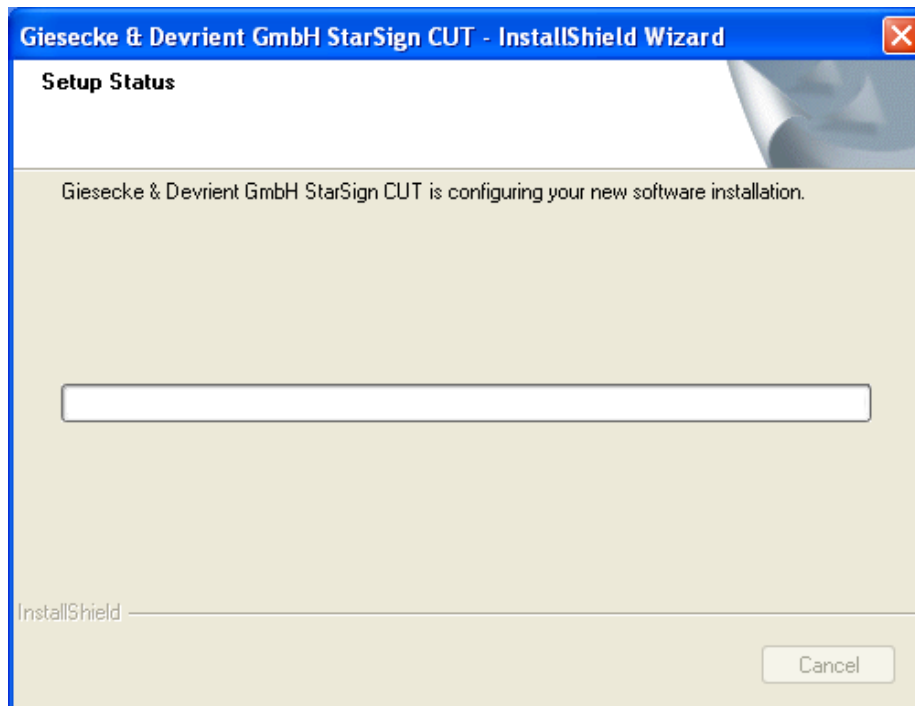 Giesecke & Devrient GmbH StarSign CUT - InstallShield Wizard
Setup Status
Giesecke & Devrient GmbH StarSign CUT is configuring your new software installation.
InstallShield
Cancel